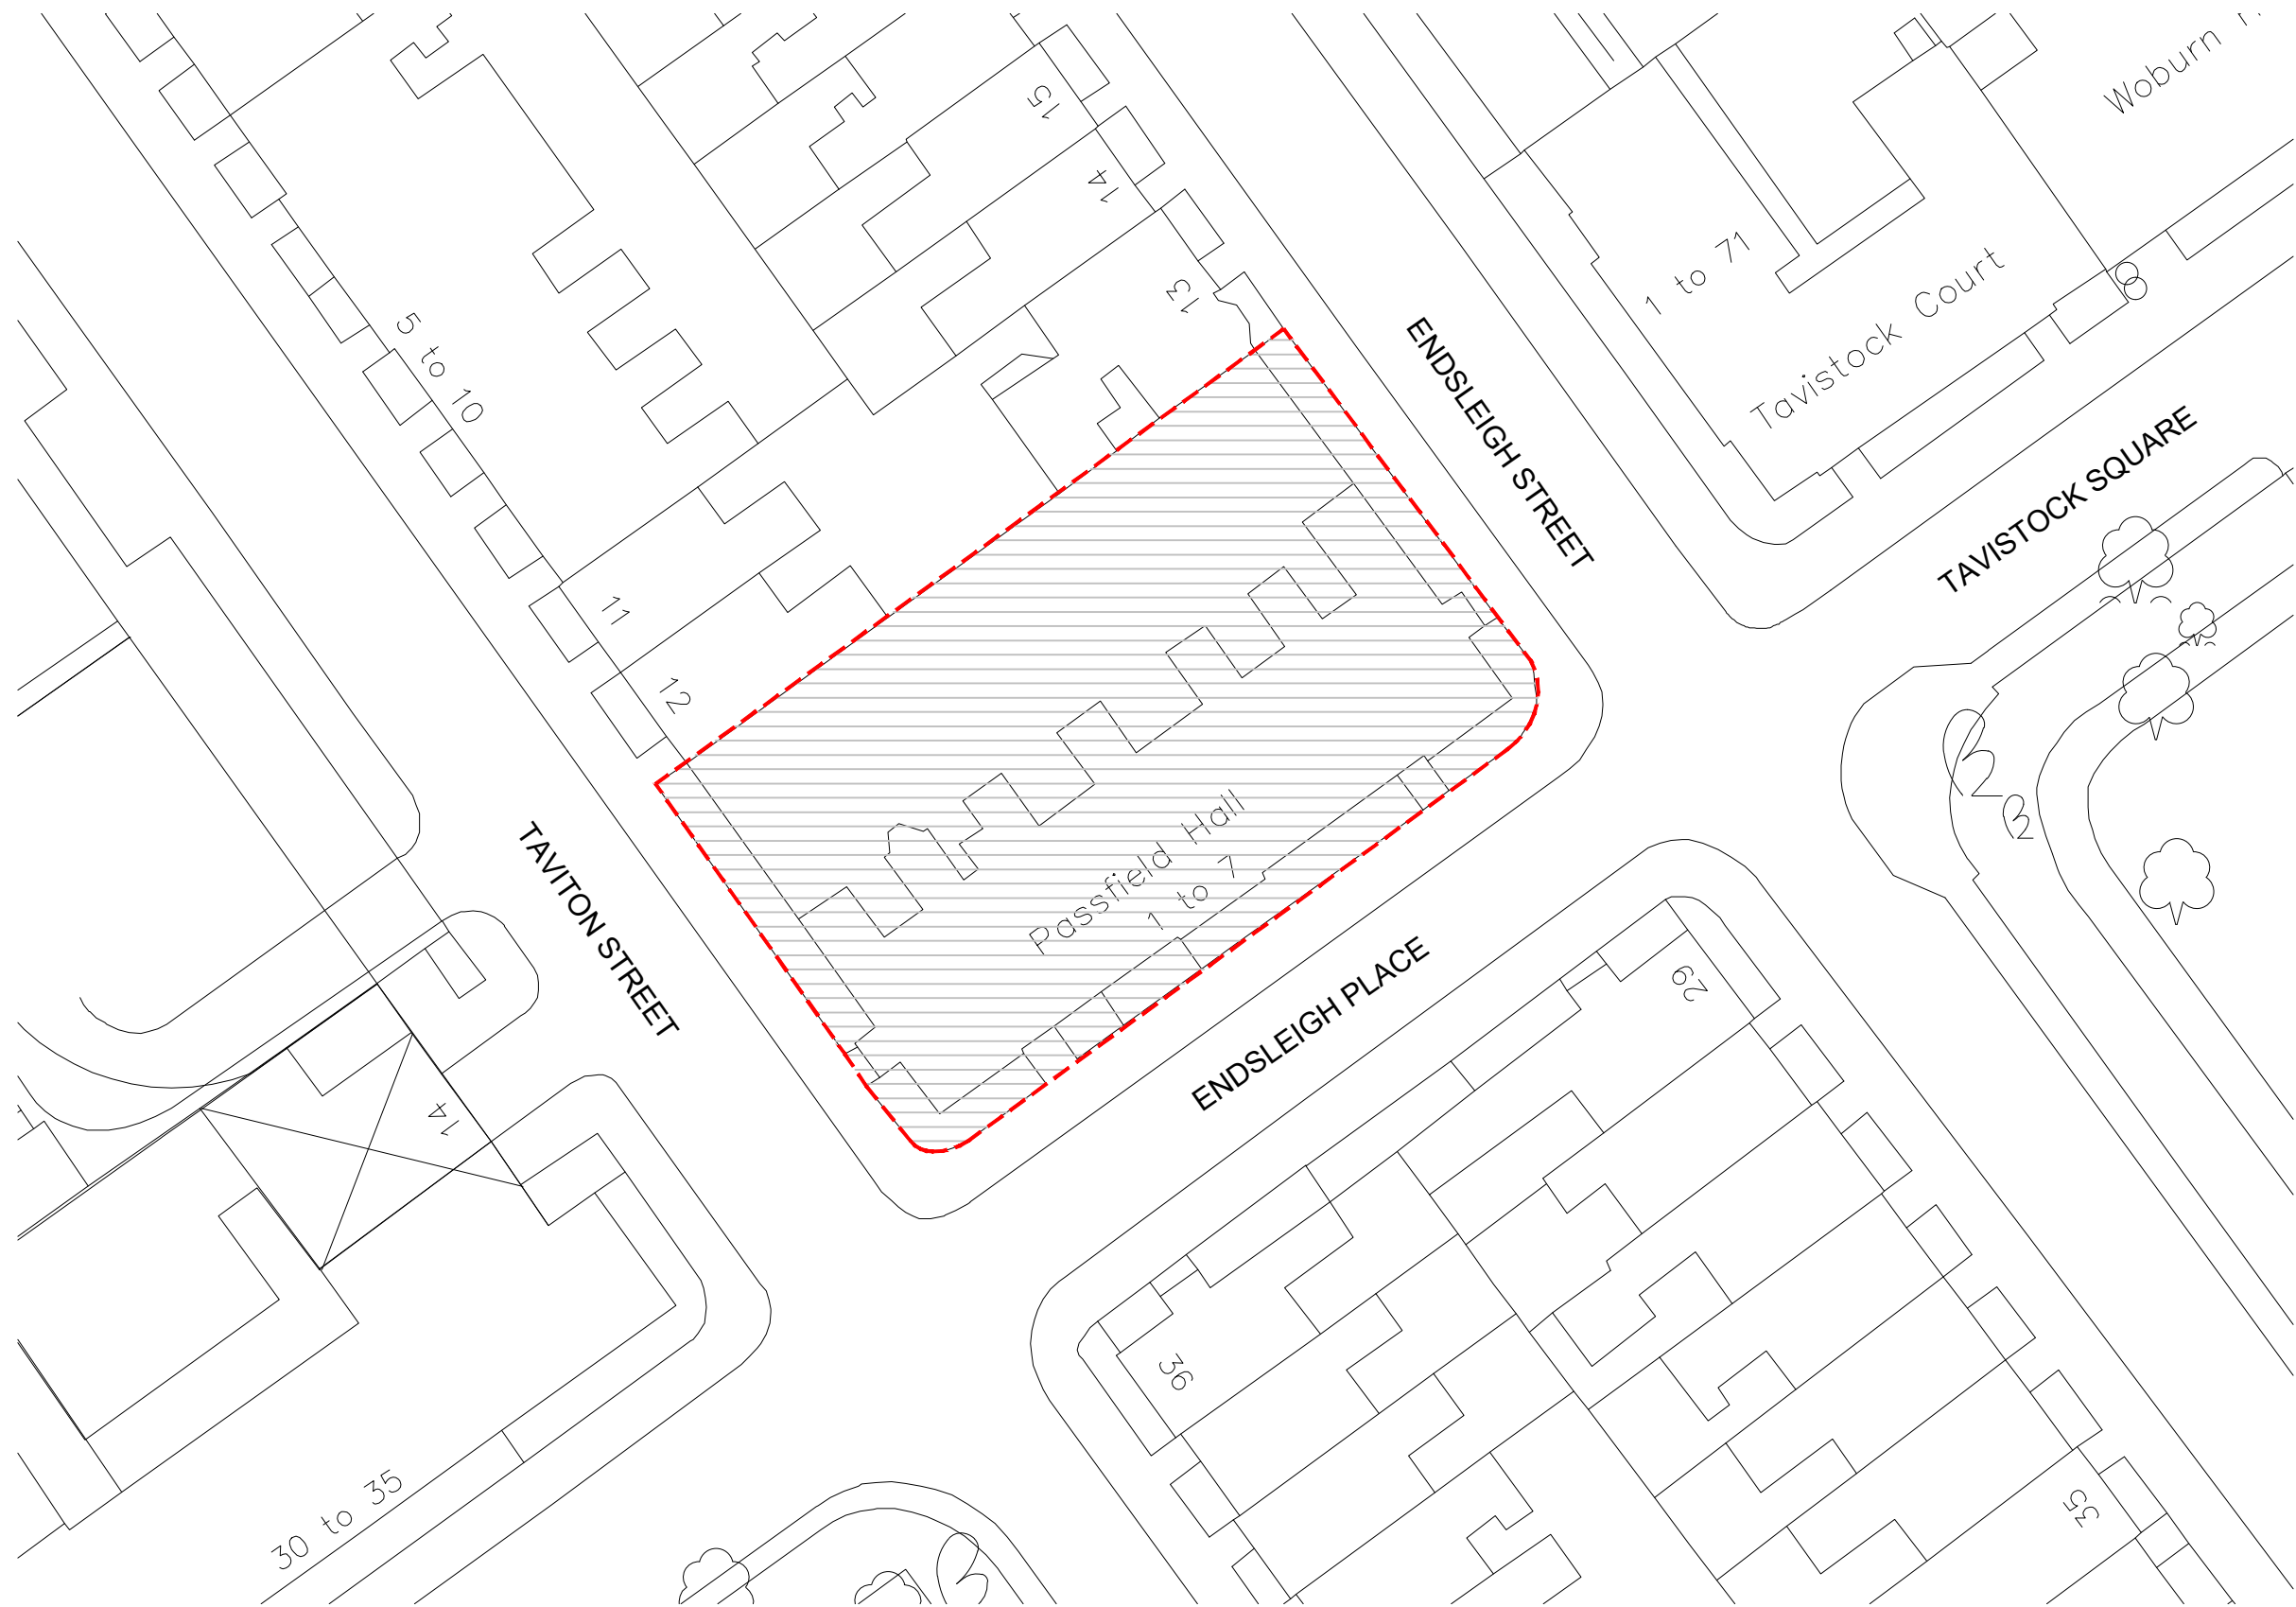 Woburn
15
14
13
1 to 71
Tavistock Court
ENDSLEIGH STREET
TAVISTOCK SQUARE
5 to 10
11
12
Passfield Hall
1 to 7
TAVITON STREET
ENDSLEIGH PLACE
29
14
36
30 to 35
53